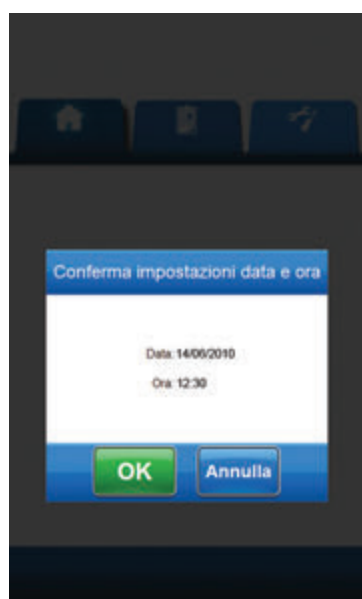 Conferma impostazioni data e ora
Data: 14/06/2010
Ora: 12:30
OK
Annulla